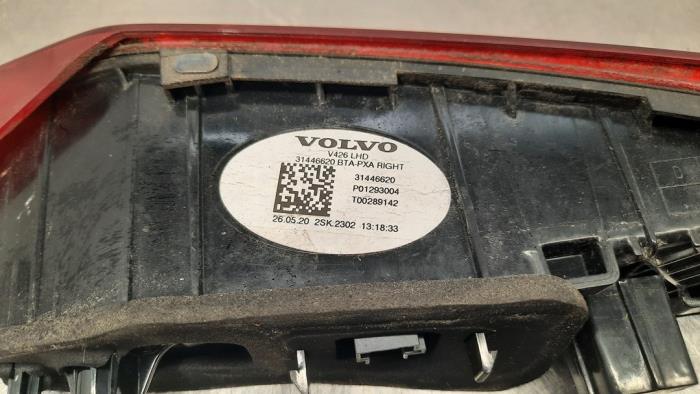 VOLVO
V426 LHD
31446620 BTA-PXA RIGHT
31446620
P01293004
T00289142
26.05.20 2SK.2302 13:18:33